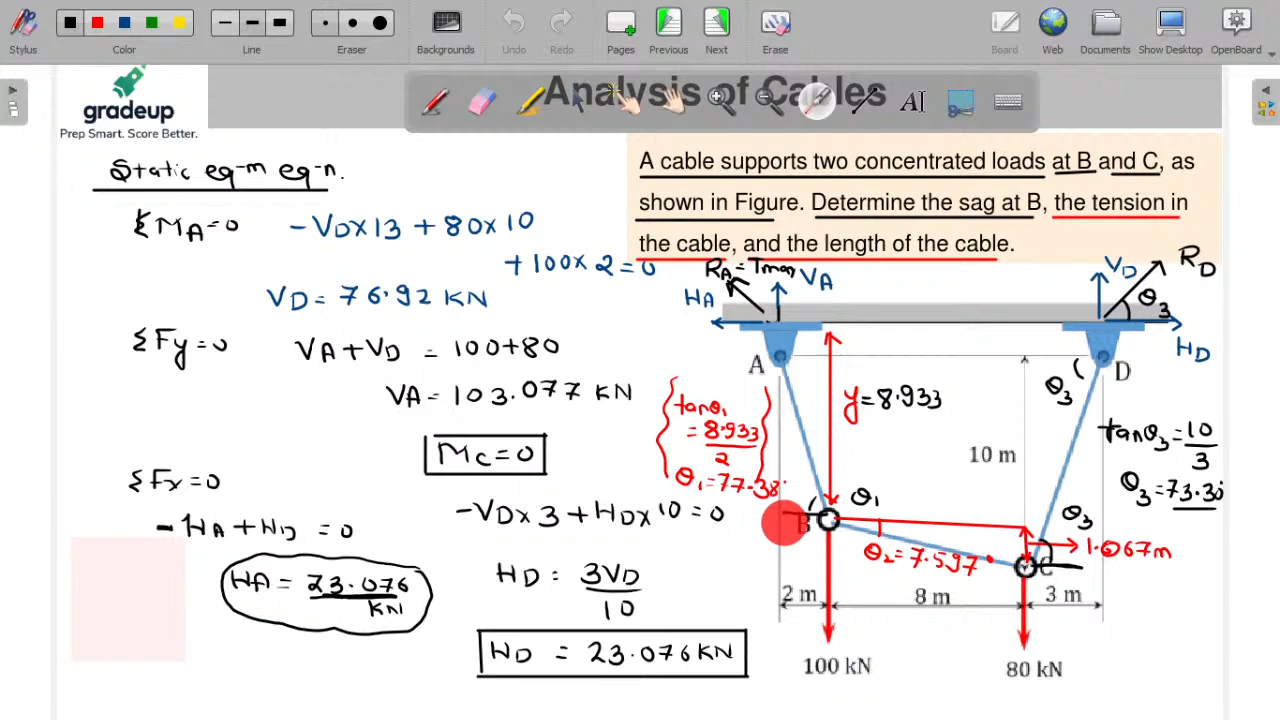 Stylus
Color
Line
Eraser
Backgrounds
Undo
Redo
Pages
Previous
Next
Erase
Board
Web
Documents
Show Desktop
OpenBoard
gradeup
Prep Smart. Score Better.
Analysis of Cables
A cable supports two concentrated loads at B and C, as
shown in Figure. Determine the sag at B, the tension in
the cable, and the length of the cable.
Static eq-m eq-n.
ΣMA=0
-VD×13 + 80×10
+ 100×2 = 0
VD = 76.92 KN
ΣFy=0
VA+VD = 100+80
VA = 103.077 KN
MC=0
ΣFx=0
-HA+HD = 0
HA = 23.076
KN
-VD×3 + HD×10 = 0
HD = 3VD
10
HD = 23.076 KN
RA = Tmax
VA
HA
VD
RD
θ3
HD
A
D
θ3
y=8.933
tanθ1
= 8.933
2
θ1=77.38°
10 m
tanθ3=10
3
θ3=73.30
B
θ1
θ2=7.597°
θ3
1.067m
C
2 m
8 m
3 m
100 kN
80 kN